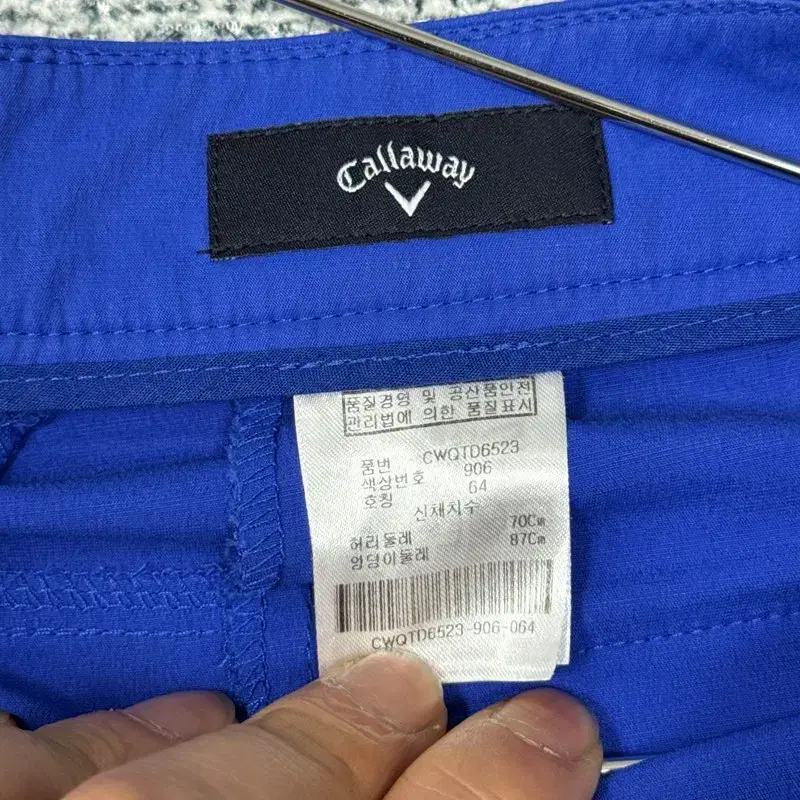 Callaway
품질경영 및 공산품안전
관리법에 의한 품질표시
품번 CWQTD6523
색상번호 906
호칭 64
신체치수
허리둘레 70Cm
엉덩이둘레 87Cm
CWQTD6523-906-064